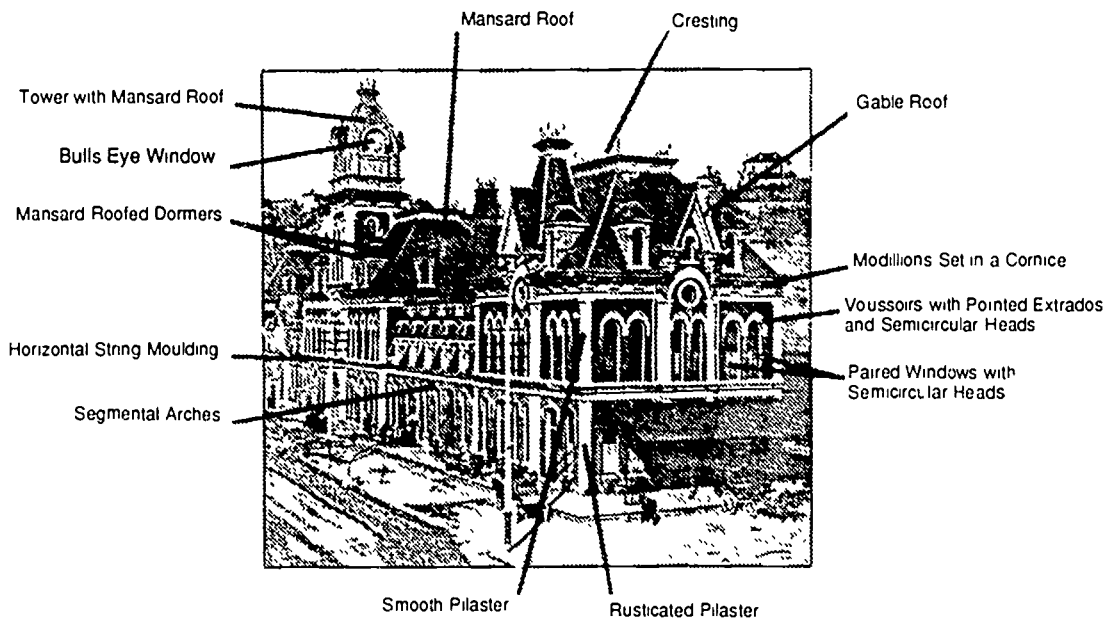 Mansard Roof
Cresting
Tower with Mansard Roof
Gable Roof
Bulls Eye Window
Mansard Roofed Dormers
Modillions Set in a Cornice
Voussoirs with Pointed Extrados
and Semicircular Heads
Horizontal String Moulding
Paired Windows with
Semicircular Heads
Segmental Arches
Smooth Pilaster
Rusticated Pilaster